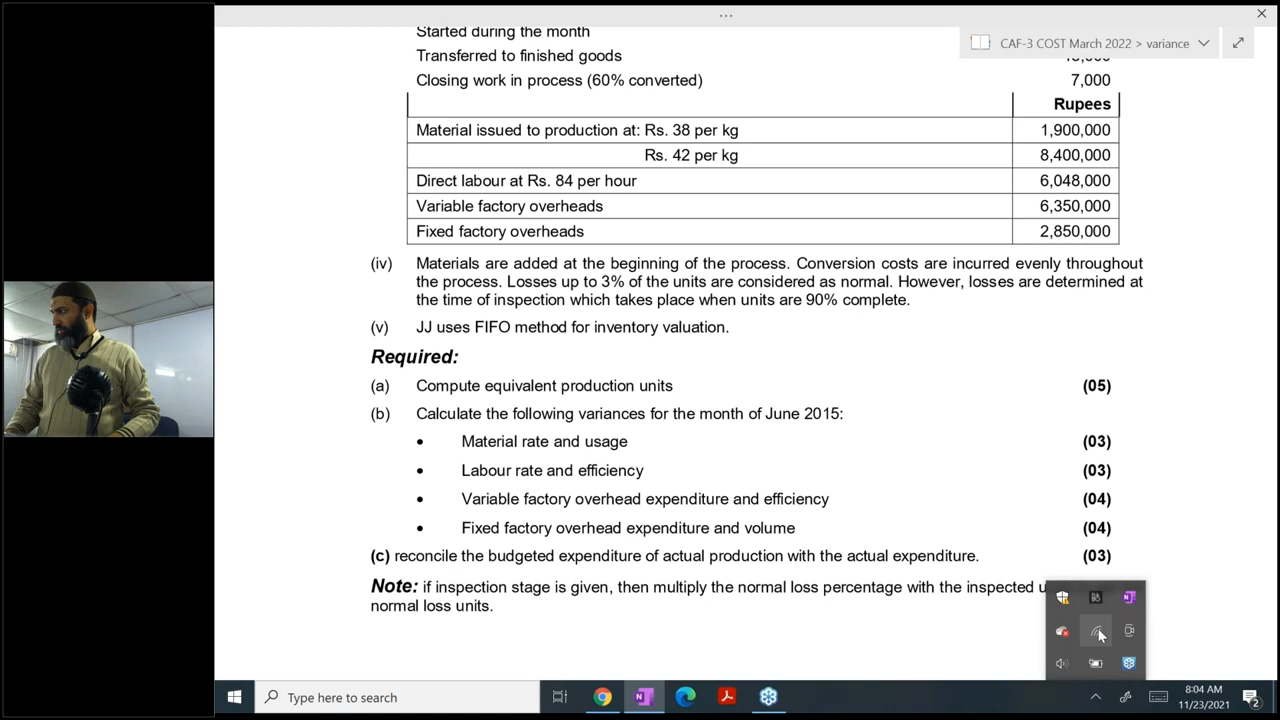 Started during the month
CAF-3 COST March 2022 > variance
Transferred to finished goods
Closing work in process (60% converted) 7,000
Rupees
Material issued to production at: Rs. 38 per kg 1,900,000
Rs. 42 per kg 8,400,000
Direct labour at Rs. 84 per hour 6,048,000
Variable factory overheads 6,350,000
Fixed factory overheads 2,850,000
(iv) Materials are added at the beginning of the process. Conversion costs are incurred evenly throughout
the process. Losses up to 3% of the units are considered as normal. However, losses are determined at
the time of inspection which takes place when units are 90% complete.
(v) JJ uses FIFO method for inventory valuation.
Required:
(a) Compute equivalent production units (05)
(b) Calculate the following variances for the month of June 2015:
• Material rate and usage (03)
• Labour rate and efficiency (03)
• Variable factory overhead expenditure and efficiency (04)
• Fixed factory overhead expenditure and volume (04)
(c) reconcile the budgeted expenditure of actual production with the actual expenditure. (03)
Note: if inspection stage is given, then multiply the normal loss percentage with the inspected
normal loss units.
Type here to search
8:04 AM
11/23/2021
2